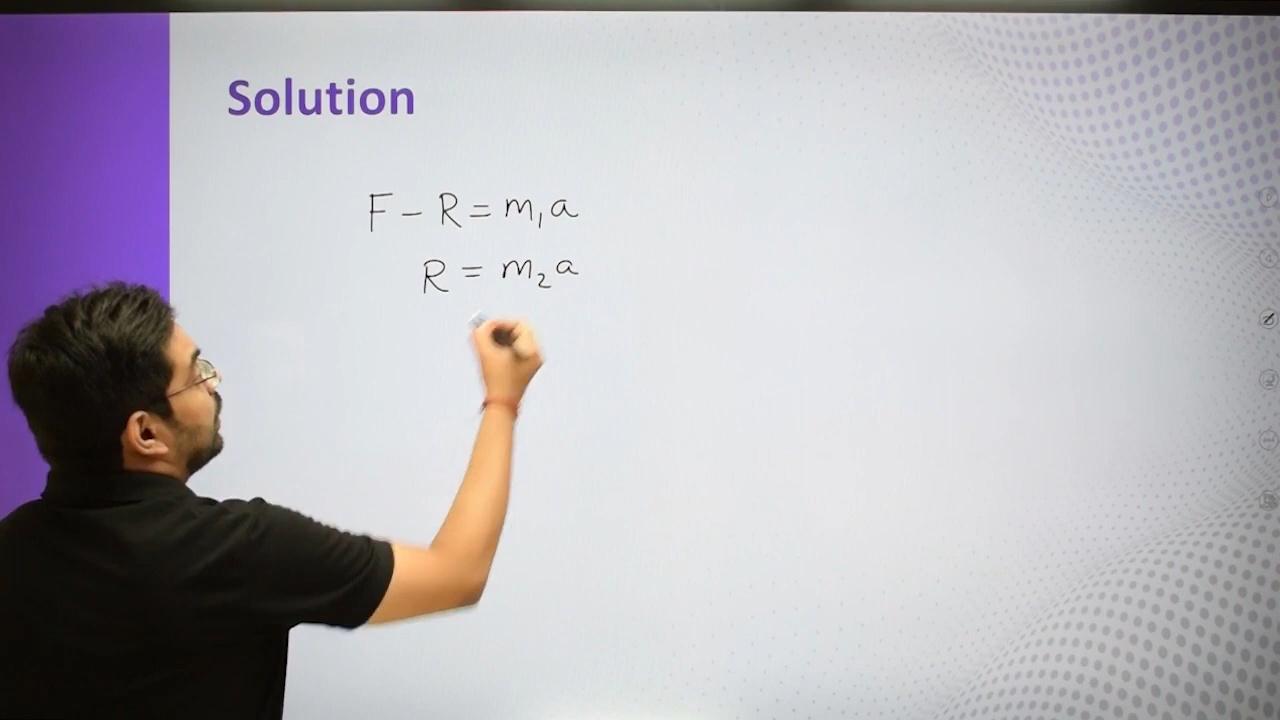 Solution
F - R = m₁a
R = m₂a